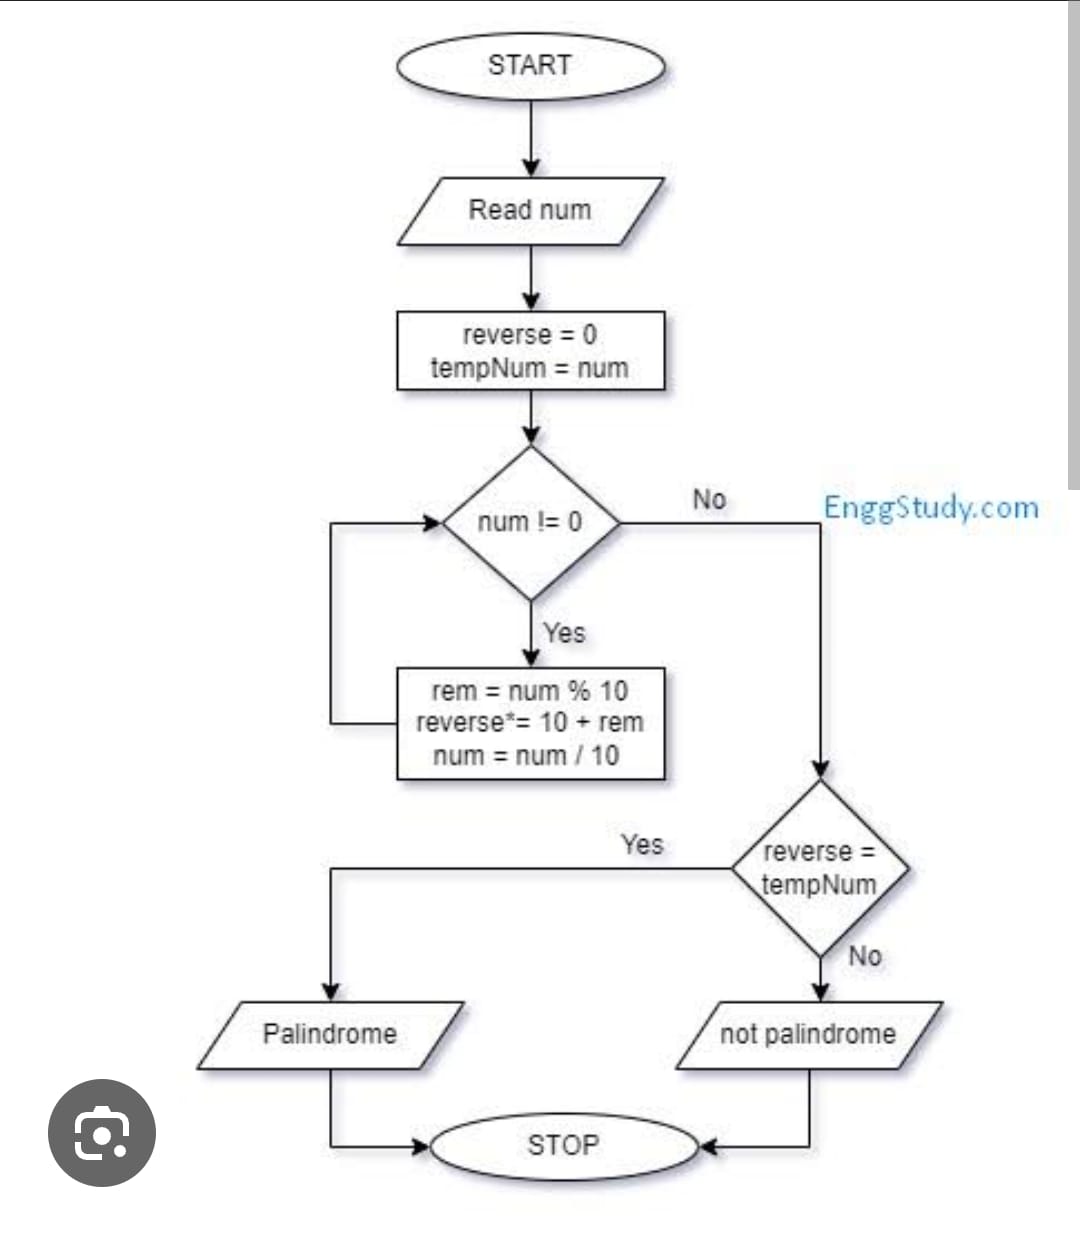 START
Read num
reverse = 0
tempNum = num
num != 0
No
EnggStudy.com
Yes
rem = num % 10
reverse*= 10 + rem
num = num / 10
Yes
reverse =
tempNum
No
Palindrome
not palindrome
STOP